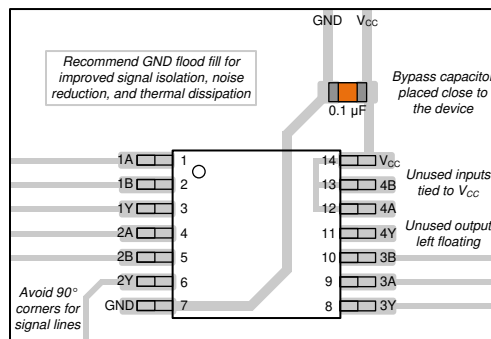 GND VCC
Recommend GND flood fill for
improved signal isolation, noise
reduction, and thermal dissipation
Bypass capacitor
placed close to
the device
0.1 µF
1A 1 14 VCC
1B 2 13 4B
1Y 3 12 4A
2A 4 11 4Y
2B 5 10 3B
2Y 6 9 3A
GND 7 8 3Y
Unused inputs
tied to VCC
Unused output
left floating
Avoid 90°
corners for
signal lines